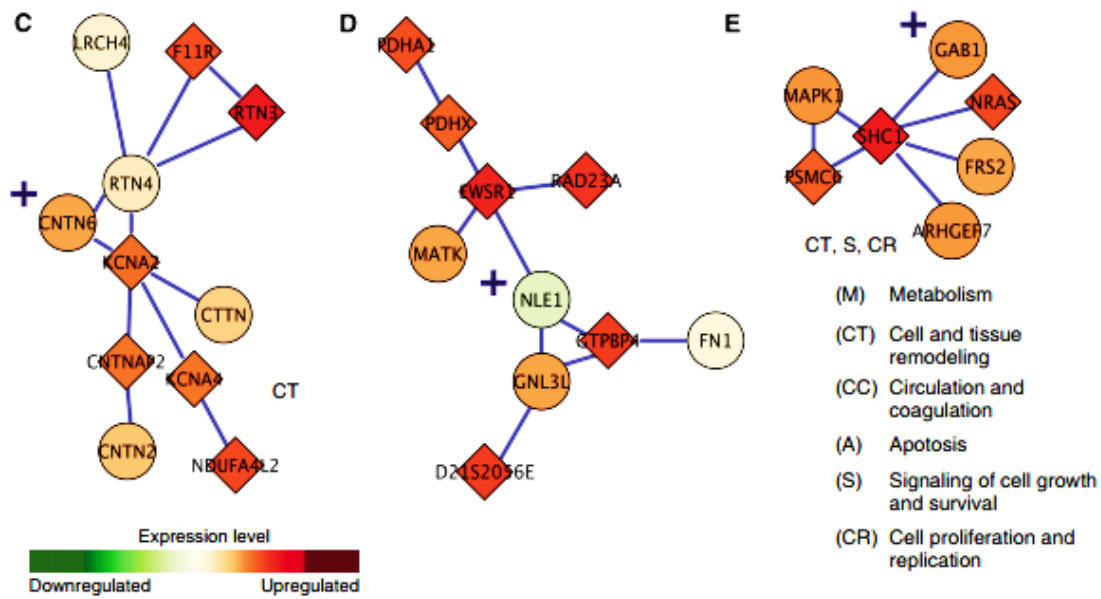 C
D
E
LRCH4
F11R
RTN3
RTN4
CNTN6
KCNA2
CTTN
CNTNAP2
KCNA4
CT
CNTN2
NDUFA4L2
PDHA1
PDHX
EWSR1
RAD23A
MATK
NLE1
GTPBP4
FN1
GNL3L
D21S2056E
GAB1
MAPK1
NRAS
SHC1
PSMC6
FRS2
ARHGEF7
CT, S, CR
(M) Metabolism
(CT) Cell and tissue
remodeling
(CC) Circulation and
coagulation
(A) Apotosis
(S) Signaling of cell growth
and survival
(CR) Cell proliferation and
replication
Expression level
Downregulated Upregulated